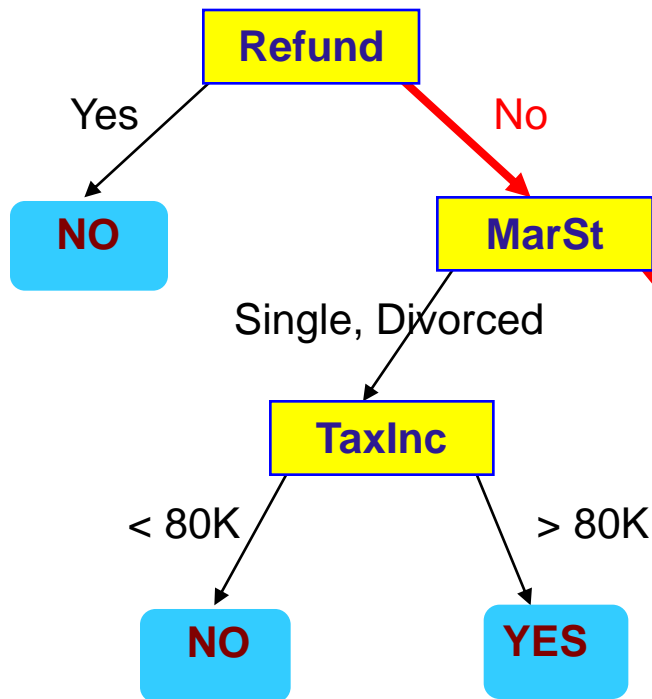 Refund
Yes
No
NO
MarSt
Single, Divorced
TaxInc
< 80K
> 80K
NO
YES